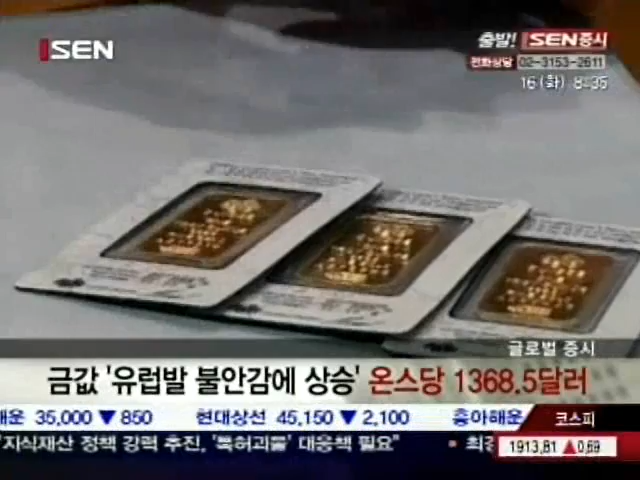 SEN
출발! SEN증시
전화상담 02-3153-2611
16(화) 8:35
글로벌 증시
금값 '유럽발 불안감에 상승' 온스당 1368.5달러
해운 35,000 ▼850 현대상선 45,150 ▼2,100 흥아해운
코스피
'지식재산 정책 강력 추진, '특허괴물' 대응책 필요" ▪ 최
1913.81 ▲0.69